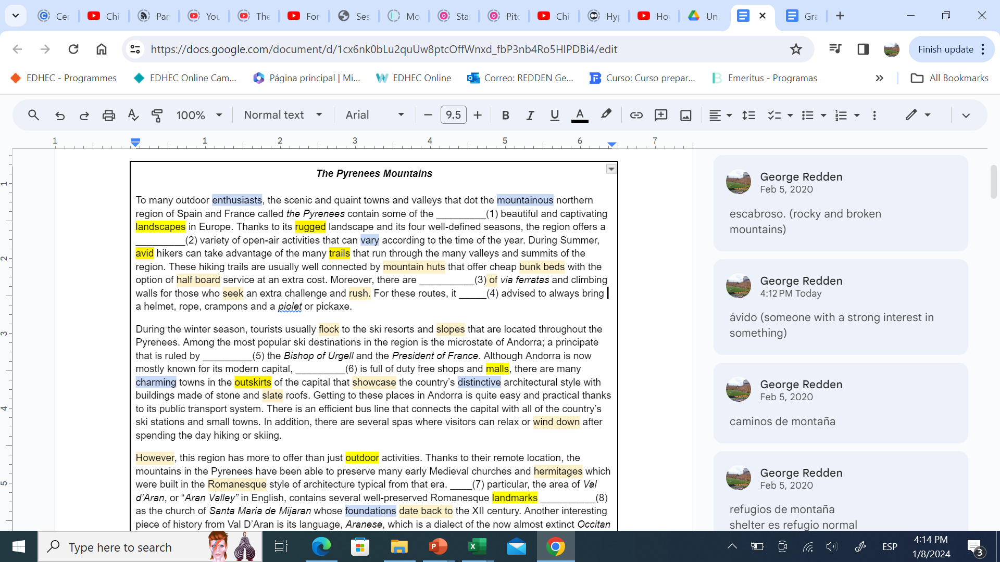 Cer
Chi
Pan
You
The
For
Ses
Mo
Sta
Pitc
Chi
Hyp
How
Uni
Gra
https://docs.google.com/document/d/1cx6nk0bLu2quUw8ptcOffWnxd_fbP3nb4Ro5HlPDBi4/edit
Finish update
EDHEC - Programmes
EDHEC Online Cam...
Página principal | Mi...
EDHEC Online
Correo: REDDEN Ge...
Curso: Curso prepar...
Emeritus - Programas
All Bookmarks
100%
Normal text
Arial
9.5
1 1 2 3 4 5 6 7
The Pyrenees Mountains
To many outdoor enthusiasts, the scenic and quaint towns and valleys that dot the mountainous northern
region of Spain and France called the Pyrenees contain some of the _________(1) beautiful and captivating
landscapes in Europe. Thanks to its rugged landscape and its four well-defined seasons, the region offers a
_________(2) variety of open-air activities that can vary according to the time of the year. During Summer,
avid hikers can take advantage of the many trails that run through the many valleys and summits of the
region. These hiking trails are usually well connected by mountain huts that offer cheap bunk beds with the
option of half board service at an extra cost. Moreover, there are __________(3) of via ferratas and climbing
walls for those who seek an extra challenge and rush. For these routes, it _____(4) advised to always bring
a helmet, rope, crampons and a piolet or pickaxe.
During the winter season, tourists usually flock to the ski resorts and slopes that are located throughout the
Pyrenees. Among the most popular ski destinations in the region is the microstate of Andorra; a principate
that is ruled by _________(5) the Bishop of Urgell and the President of France. Although Andorra is now
mostly known for its modern capital, _________(6) is full of duty free shops and malls, there are many
charming towns in the outskirts of the capital that showcase the country's distinctive architectural style with
buildings made of stone and slate roofs. Getting to these places in Andorra is quite easy and practical thanks
to its public transport system. There is an efficient bus line that connects the capital with all of the country's
ski stations and small towns. In addition, there are several spas where visitors can relax or wind down after
spending the day hiking or skiing.
However, this region has more to offer than just outdoor activities. Thanks to their remote location, the
mountains in the Pyrenees have been able to preserve many early Medieval churches and hermitages which
were built in the Romanesque style of architecture typical from that era. ____(7) particular, the area of Val
d'Aran, or “Aran Valley” in English, contains several well-preserved Romanesque landmarks __________(8)
as the church of Santa Maria de Mijaran whose foundations date back to the XII century. Another interesting
piece of history from Val D'Aran is its language, Aranese, which is a dialect of the now almost extinct Occitan
1
2
3
4
5
George Redden
Feb 5, 2020
escabroso. (rocky and broken
mountains)
George Redden
4:12 PM Today
ávido (someone with a strong interest in
something)
George Redden
Feb 5, 2020
caminos de montaña
George Redden
Feb 5, 2020
refugios de montaña
shelter es refugio normal
Type here to search
ESP
4:14 PM
1/8/2024
3